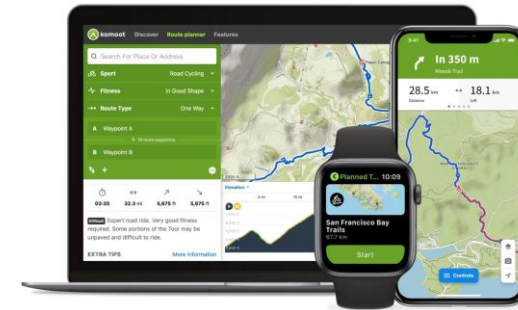 komoot Discover Route planner Features
Search For Place Or Address
Sport Road Cycling
Fitness In Good Shape
Route Type One Way
A Waypoint A
B Waypoint B
03:35 32.3 mi 5,675 ft 5,675 ft
Difficult Expert road ride. Very good fitness
required. Some portions of the Tour may be
unpaved and difficult to ride.
EXTRA TIPS More Information
Elevation
Planned T... 10:09
San Francisco Bay
Trails
67.7 km
Start
9:41
In 350 m
28.5 km 18.1 km
Distance Left
Controls